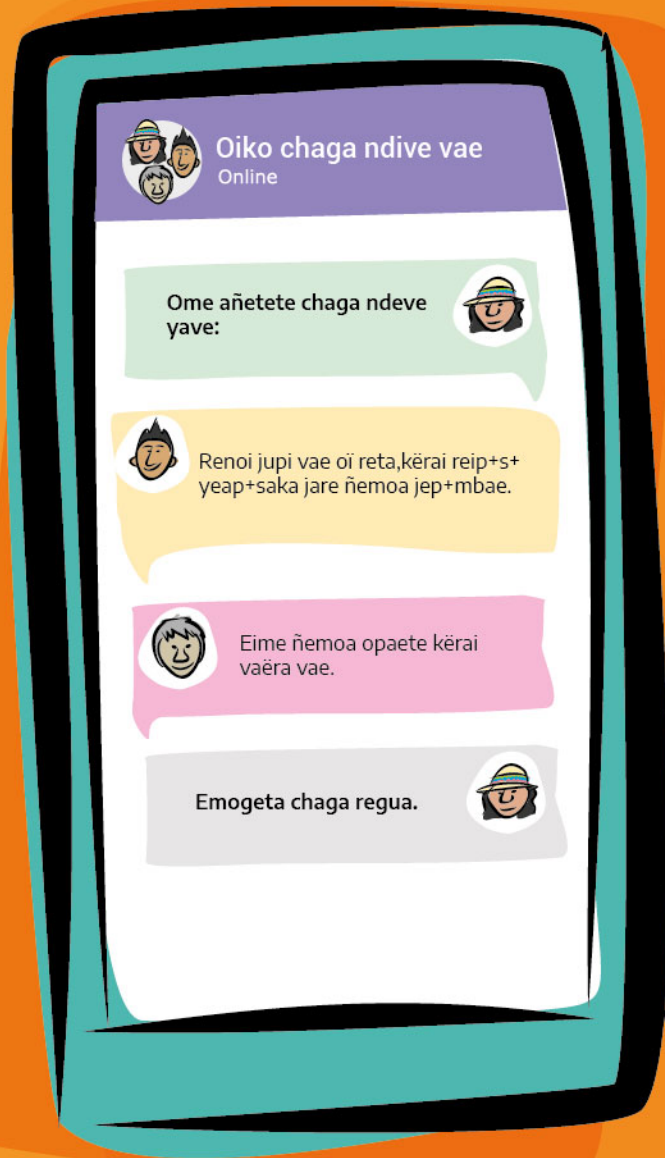 Oiko chaga ndive vae
Online
Ome añetete chaga ndeve
yave:
Renoi jupi vae oï reta,kërai reip+s+
yeap+saka jare ñemoa jep+mbae.
Eime ñemoa opaete kërai
vaëra vae.
Emogeta chaga regua.